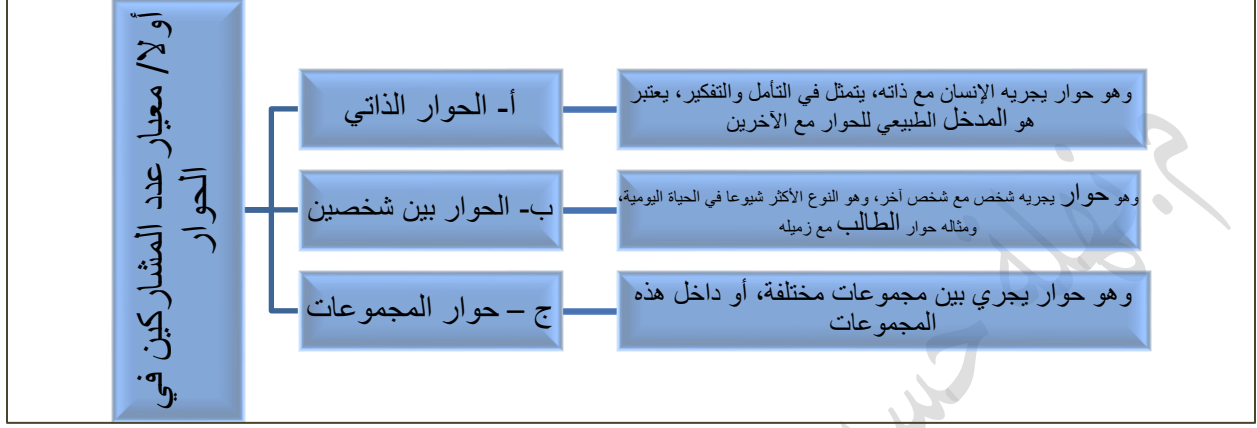 أولا/ معيار عدد المشاركين في
الحوار
أ- الحوار الذاتي
وهو حوار يجريه الإنسان مع ذاته، يتمثل في التأمل والتفكير، يعتبر
هو المدخل الطبيعي للحوار مع الآخرين
ب- الحوار بين شخصين
وهو حوار يجريه شخص مع شخص آخر، وهو النوع الأكثر شيوعا في الحياة اليومية،
ومثاله حوار الطالب مع زميله
ج – حوار المجموعات
وهو حوار يجري بين مجموعات مختلفة، أو داخل هذه
المجموعات